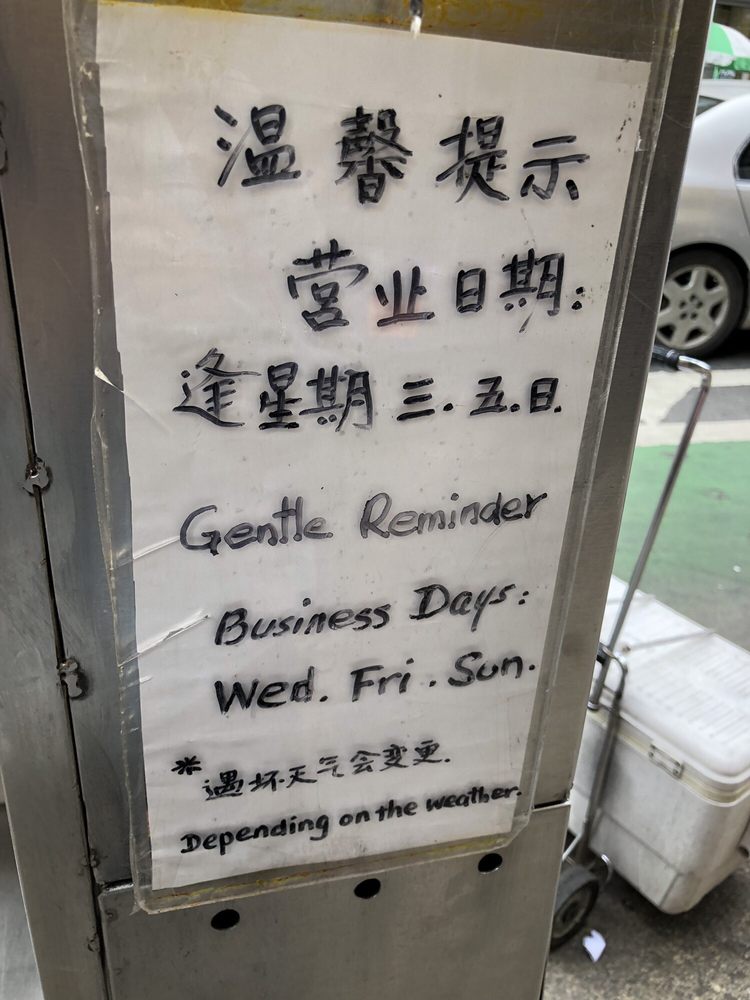 温馨提示
营业日期:
逢星期三.五.日.
Gentle Reminder
Business Days:
Wed. Fri. Sun.
*遇坏天气会变更.
Depending on the weather.